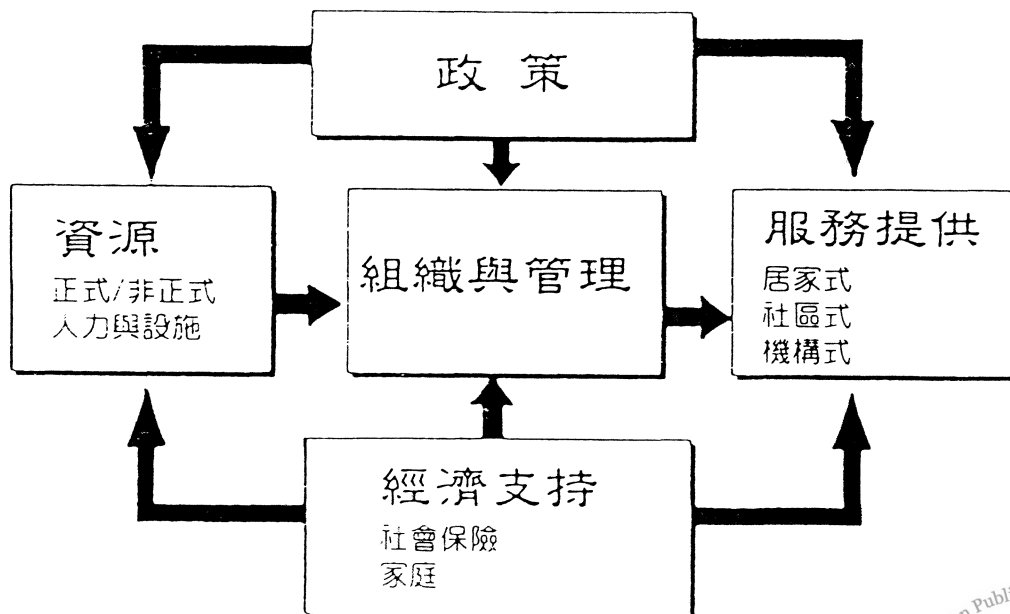 政策
資源
正式/非正式
人力與設施
組織與管理
服務提供
居家式
社區式
機構式
經濟支持
社會保險
家庭